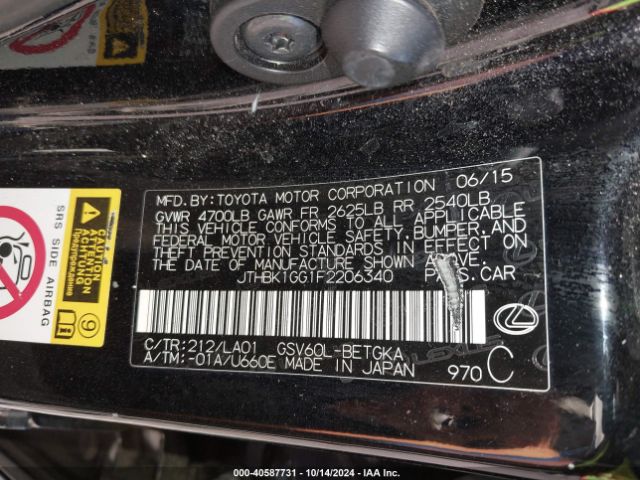 MFD. BY: TOYOTA MOTOR CORPORATION 06/15
GVWR 4700LB GAWR FR 2625LB RR 2540LB
THIS VEHICLE CONFORMS TO ALL APPLICABLE
FEDERAL MOTOR VEHICLE SAFETY, BUMPER, AND
THEFT PREVENTION STANDARDS IN EFFECT ON
THE DATE OF MANUFACTURE SHOWN ABOVE.
JTHBK1GG1F2206340 PASS. CAR
C/TR: 212/LA01 GSV60L-BETGKA
A/TM: -01A/U660E MADE IN JAPAN
970 C
SRS SIDE AIRBAG
CAUTION
9
000-40587731 - 10/14/2024 - IAA Inc.